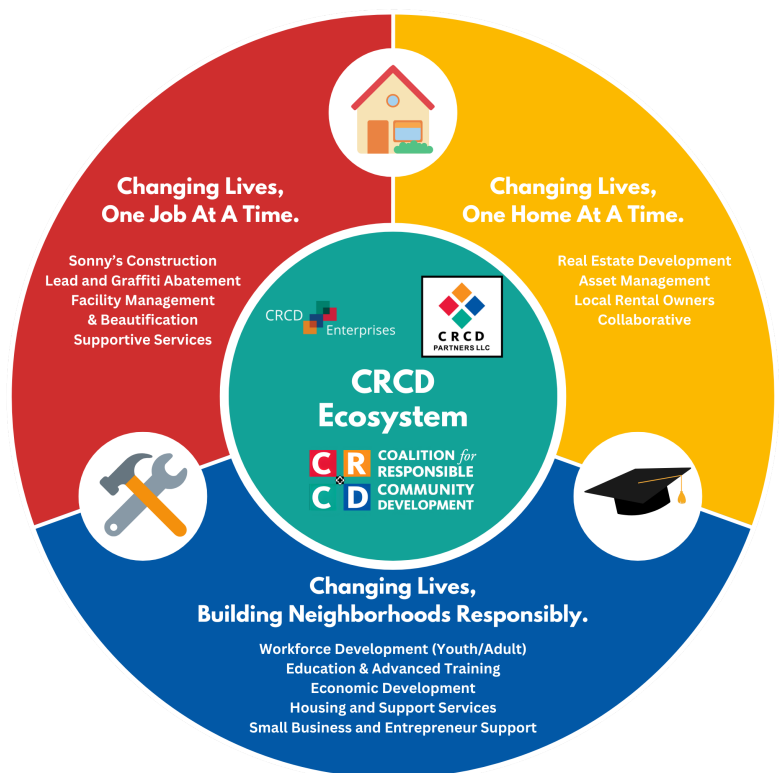 Changing Lives,
One Job At A Time.
Sonny's Construction
Lead and Graffiti Abatement
Facility Management
& Beautification
Supportive Services
Changing Lives,
One Home At A Time.
Real Estate Development
Asset Management
Local Rental Owners
Collaborative
CRCD
Enterprises
CRCD
PARTNERS LLC
CRCD
Ecosystem
C R
C D
COALITION for
RESPONSIBLE
COMMUNITY
DEVELOPMENT
Changing Lives,
Building Neighborhoods Responsibly.
Workforce Development (Youth/Adult)
Education & Advanced Training
Economic Development
Housing and Support Services
Small Business and Entrepreneur Support